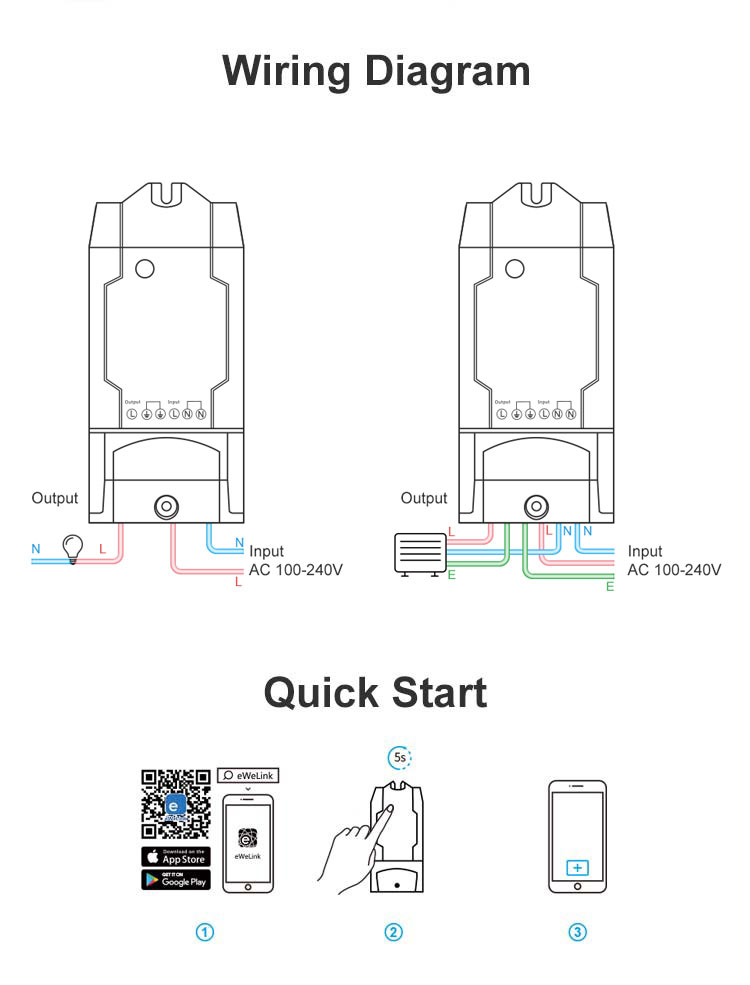 Wiring Diagram
Output Input
L N N
Output Input
L N N
Output
N L
N
Input
AC 100-240V
L
Output
L L N N
Input
AC 100-240V
E
E
Quick Start
5s
eWeLink
e
eWeLink
Download on the
App Store
GET IT ON
Google Play
1 2 3